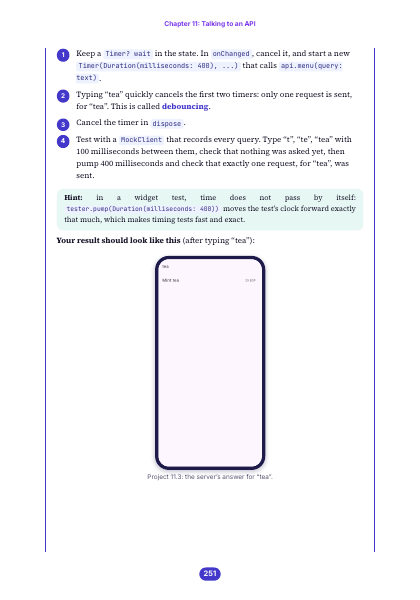 Chapter 11: Talking to an API
1 Keep a Timer? wait in the state. In onChanged, cancel it, and start a new
Timer(Duration(milliseconds: 400), ...) that calls api.menu(query:
text).
2 Typing “tea” quickly cancels the first two timers: only one request is sent,
for “tea”. This is called debouncing.
3 Cancel the timer in dispose.
4 Test with a MockClient that records every query. Type “t”, “te”, “tea” with
100 milliseconds between them, check that nothing was asked yet, then
pump 400 milliseconds and check that exactly one request, for “tea”, was
sent.
Hint: in a widget test, time does not pass by itself:
tester.pump(Duration(milliseconds: 400)) moves the test’s clock forward exactly
that much, which makes timing tests fast and exact.
Your result should look like this (after typing “tea”):
tea
Mint tea
Project 11.3: the server’s answer for “tea”.
251